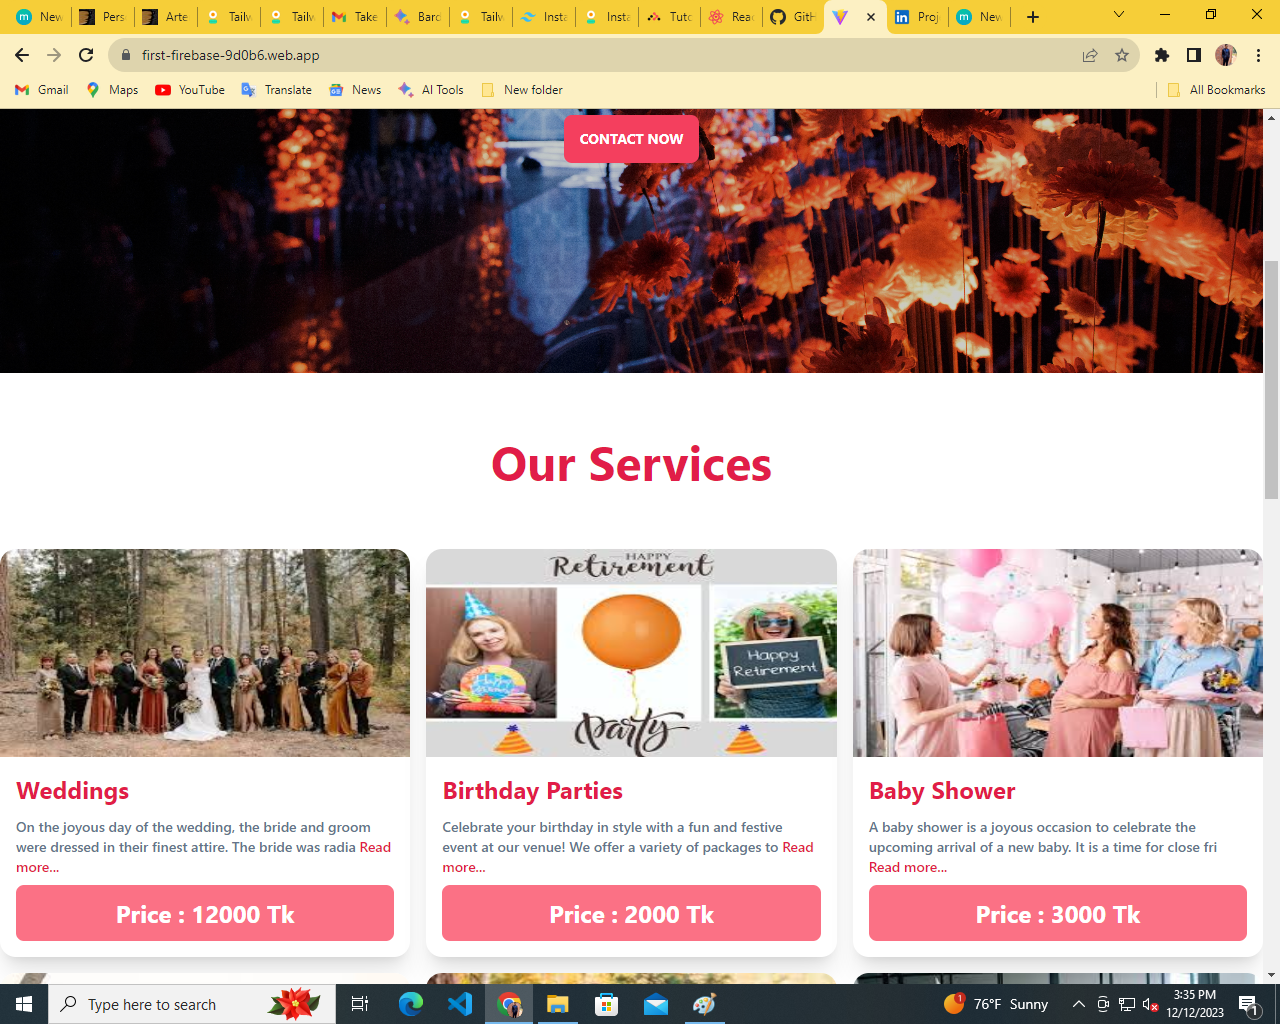 New
Pers
Arte
Tailw
Tailw
Take
Bard
Tailw
Insta
Insta
Tuto
Reac
GitH
Proj
New
first-firebase-9d0b6.web.app
Gmail
Maps
YouTube
Translate
News
AI Tools
New folder
All Bookmarks
CONTACT NOW
Our Services
HAPPY
Retirement
Happy
Retirement
Party
Weddings
On the joyous day of the wedding, the bride and groom
were dressed in their finest attire. The bride was radia Read
more...
Price : 12000 Tk
Birthday Parties
Celebrate your birthday in style with a fun and festive
event at our venue! We offer a variety of packages to Read
more...
Price : 2000 Tk
Baby Shower
A baby shower is a joyous occasion to celebrate the
upcoming arrival of a new baby. It is a time for close fri
Read more...
Price : 3000 Tk
Type here to search
1
76°F Sunny
3:35 PM
12/12/2023
1